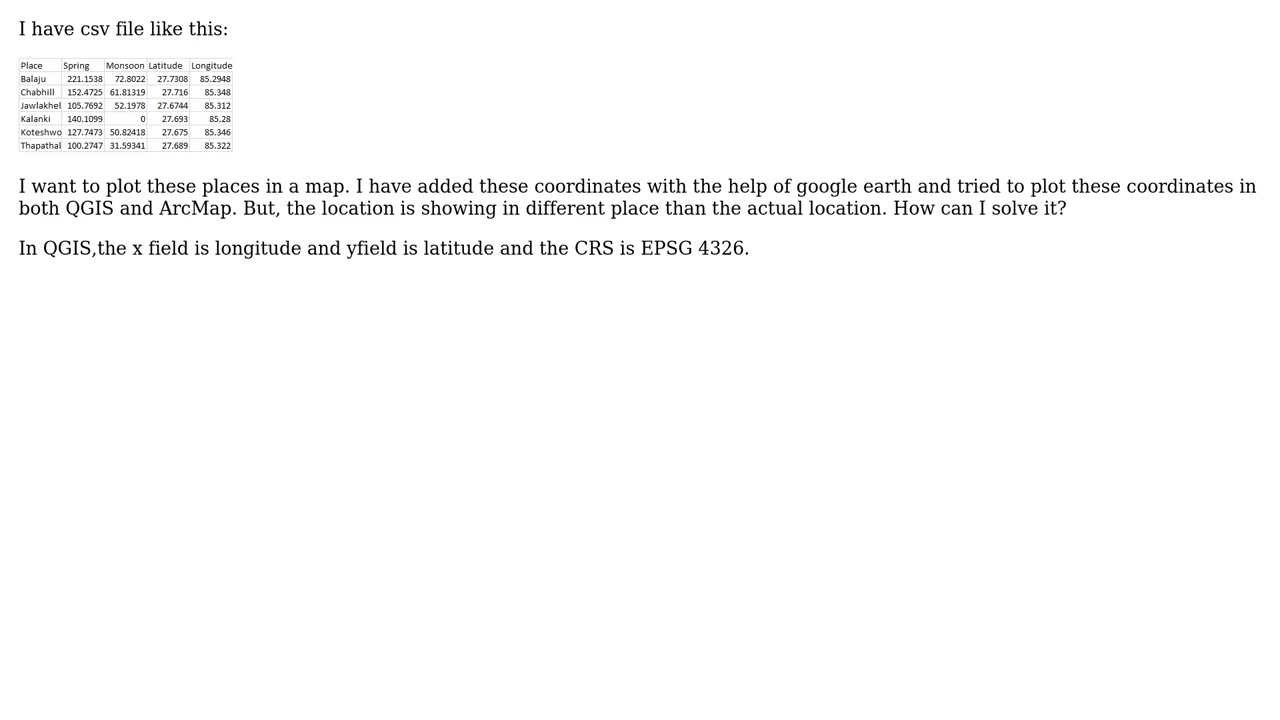 I have csv file like this:
Place Spring Monsoon Latitude Longitude
Balaju 221.1538 72.8022 27.7308 85.2948
Chabhill 152.4725 61.81319 27.716 85.348
Jawlakhel 105.7692 52.1978 27.6744 85.312
Kalanki 140.1099 0 27.693 85.28
Koteshwo 127.7473 50.82418 27.675 85.346
Thapathal 100.2747 31.59341 27.689 85.322
I want to plot these places in a map. I have added these coordinates with the help of google earth and tried to plot these coordinates in
both QGIS and ArcMap. But, the location is showing in different place than the actual location. How can I solve it?
In QGIS,the x field is longitude and yfield is latitude and the CRS is EPSG 4326.